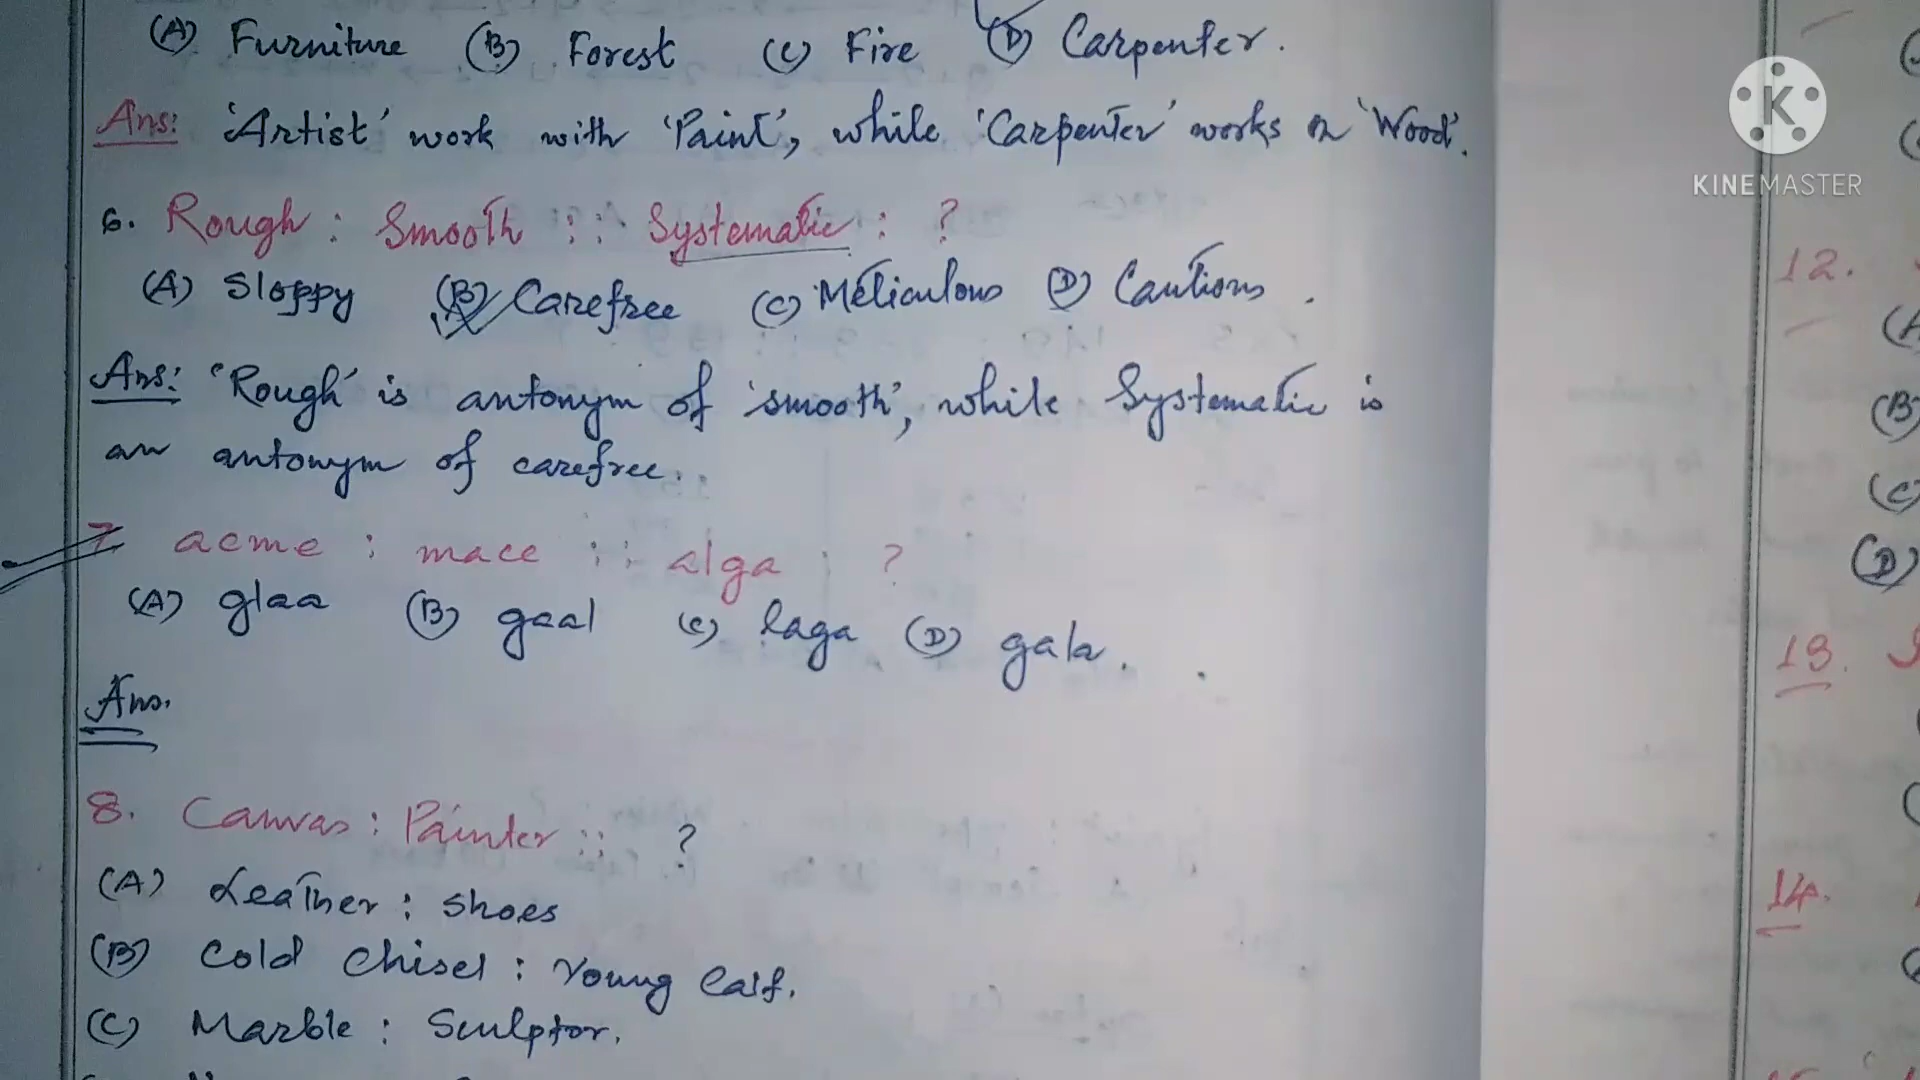 (A) Furniture (B) Forest (C) Fire (D) Carpenter.
Ans: 'Artist' work with 'Paint', while 'Carpenter' works on 'Wood'.
6. Rough : Smooth :: Systematic : ?
(A) Sloppy (B) Carefree (C) Meticulous (D) Cautious.
Ans: 'Rough' is antonym of 'smooth', while Systematic is
an antonym of carefree.
7 acme : mace :: alga : ?
(A) glaa (B) gaal (C) laga (D) gala.
Ans.
8. Canvas : Painter :: ?
(A) Leather : Shoes
(B) Cold Chisel : Young Calf.
(C) Marble : Sculptor.
KINEMASTER
12.
(A
(B)
(C
(D)
13.
14.